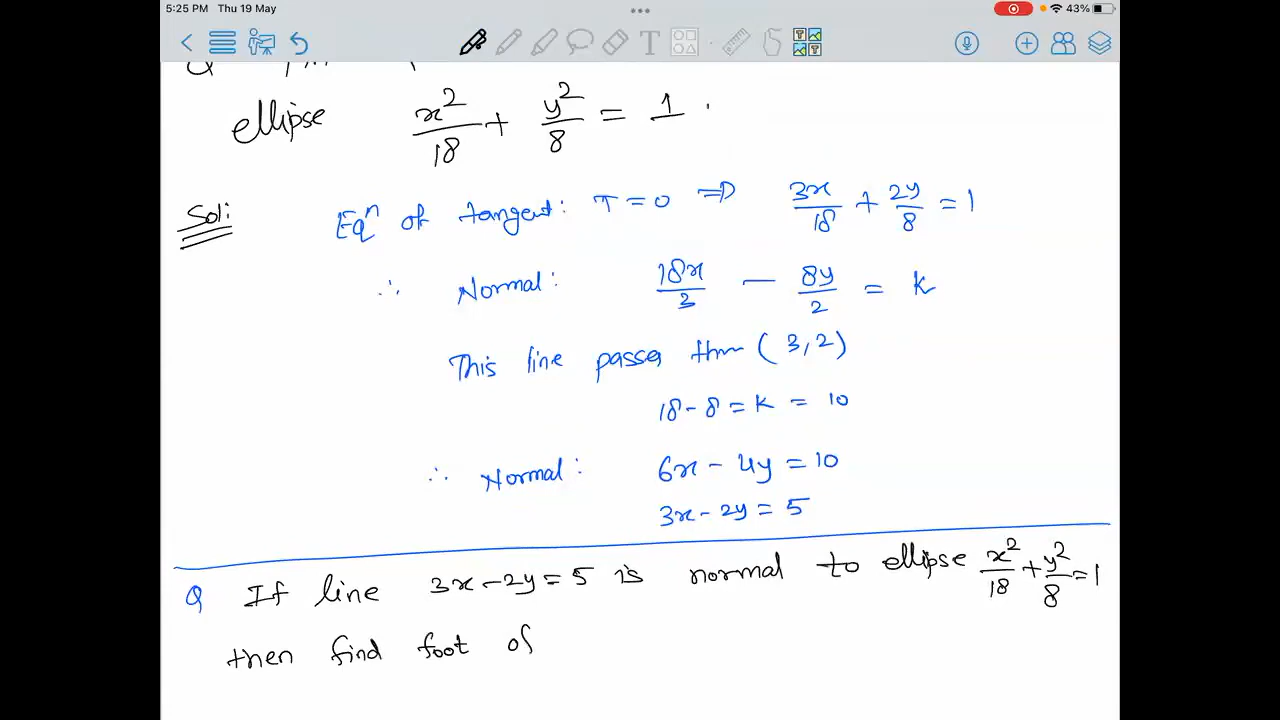 5:25 PM Thu 19 May
43%
ellipse x²/18 + y²/8 = 1 .
Sol:
Eqⁿ of tangent: T = 0 ⇒ 3x/18 + 2y/8 = 1
∴ Normal: 18x/3 — 8y/2 = k
This line passes thru (3,2)
18 - 8 = k = 10
∴ Normal: 6x - 4y = 10
3x - 2y = 5
Q If line 3x - 2y = 5 is normal to ellipse x²/18 + y²/8 = 1
then find foot of